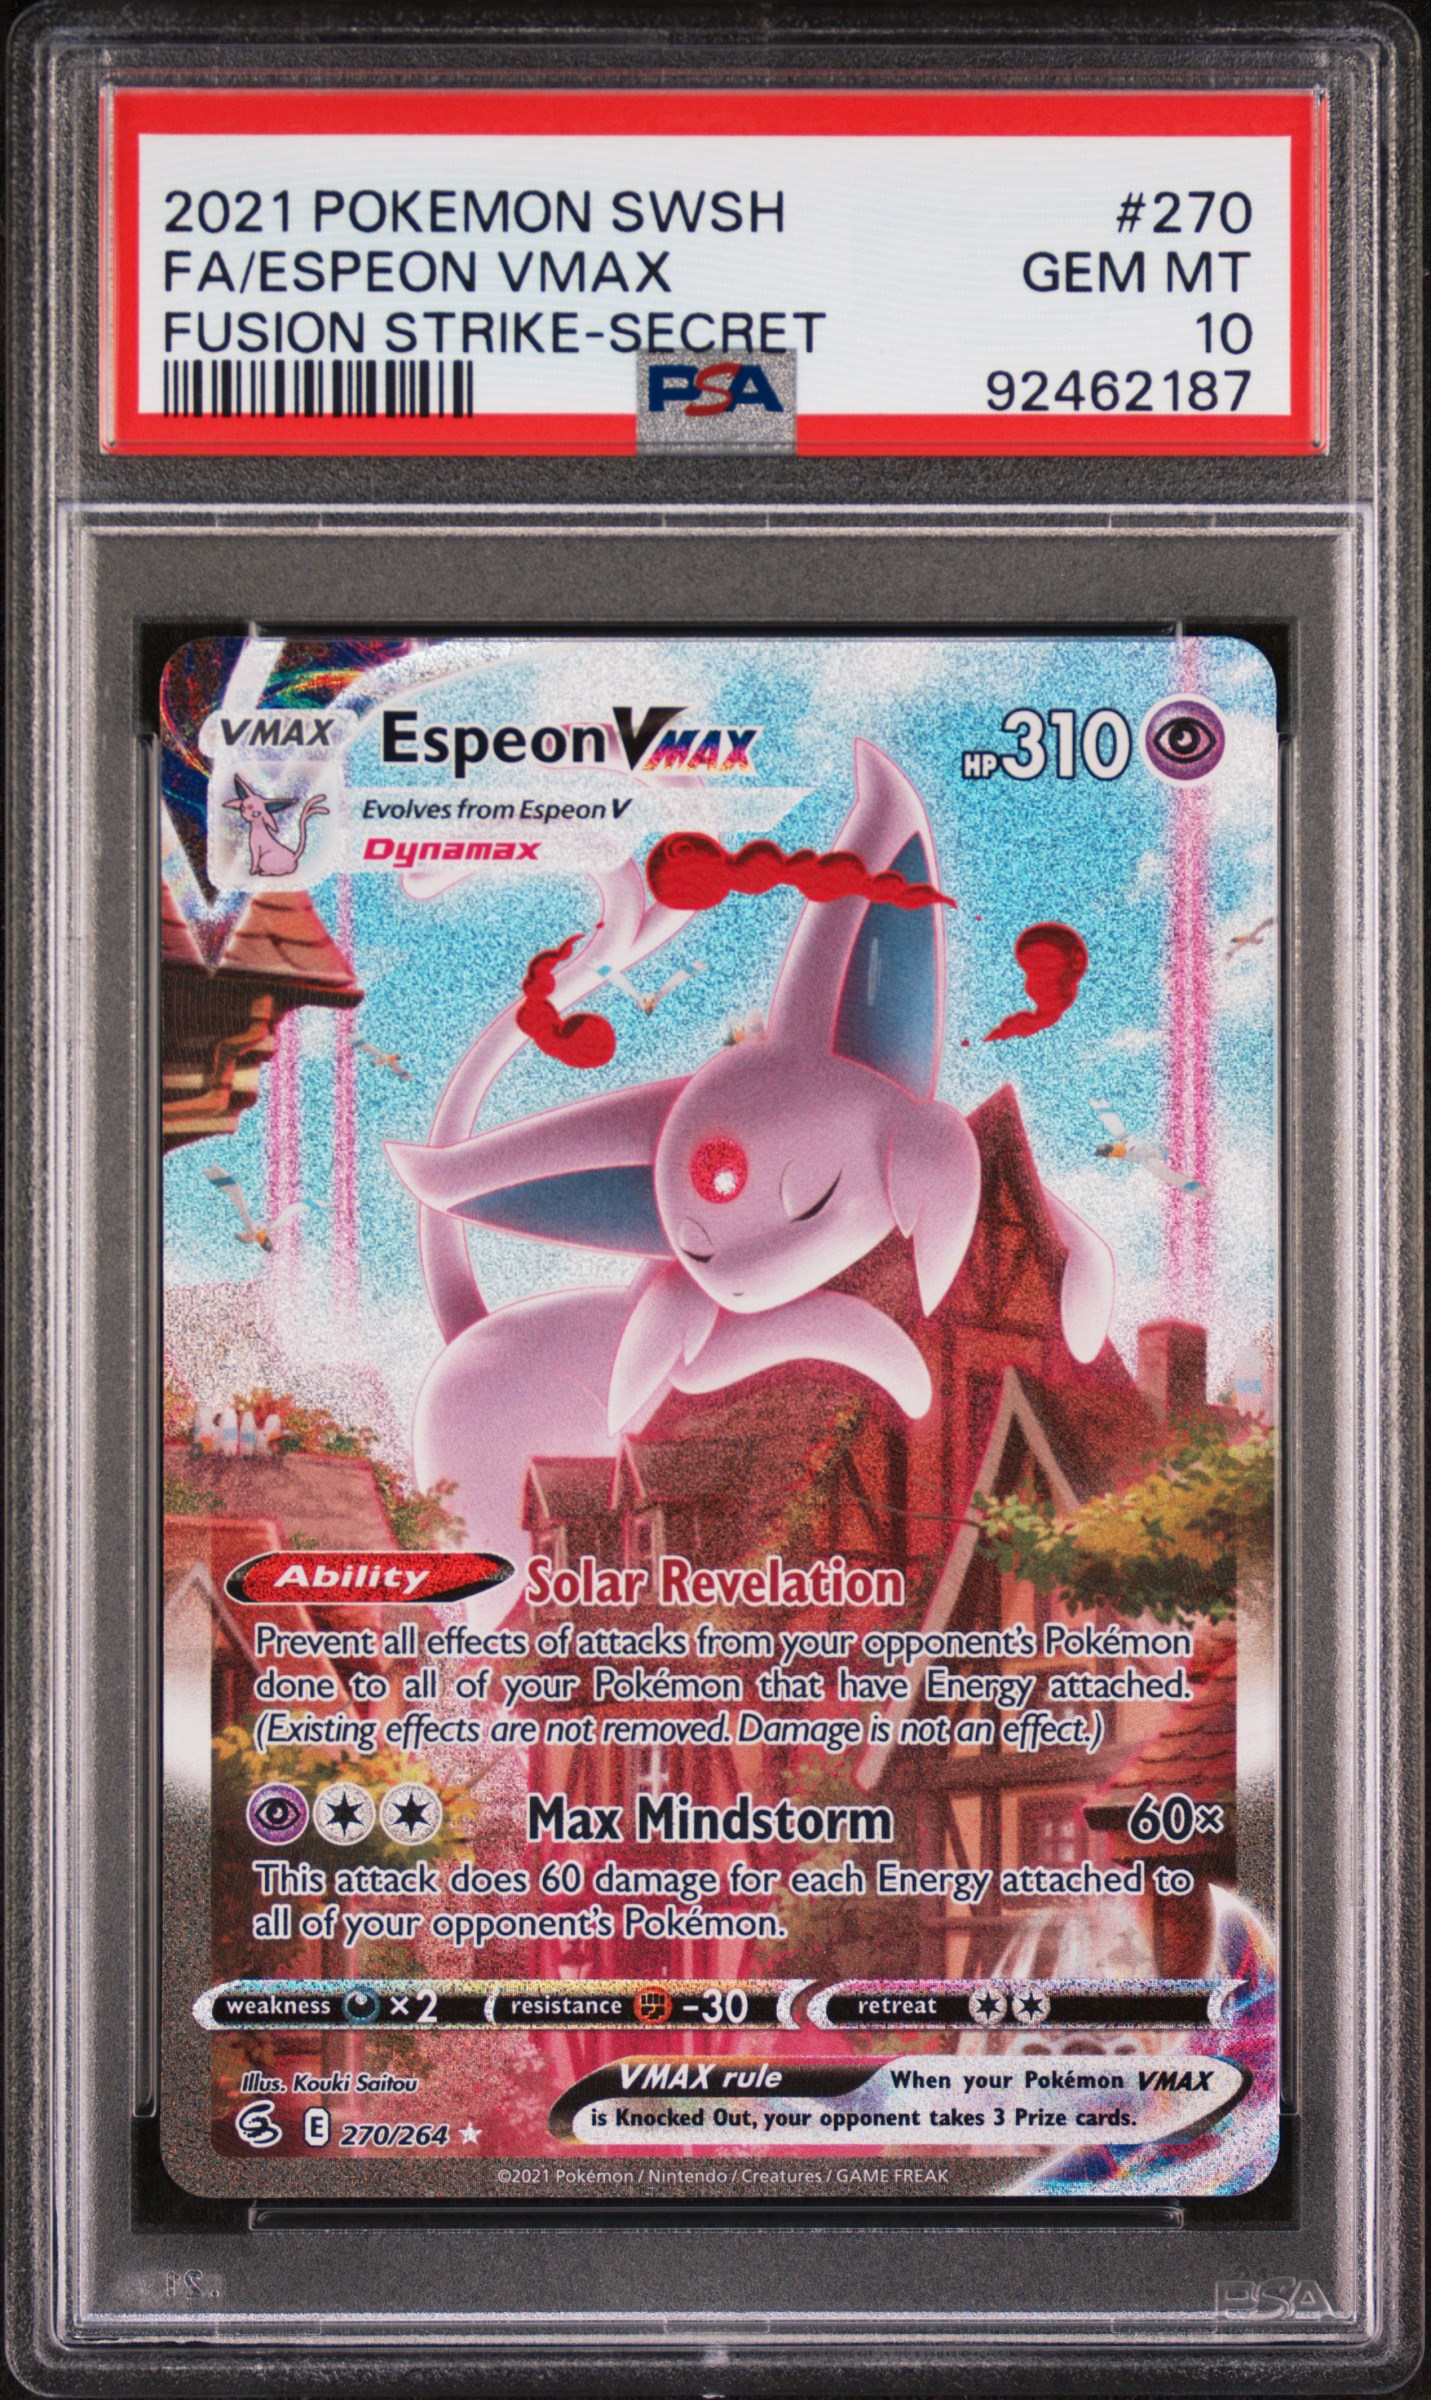 2021 POKEMON SWSH #270
FA/ESPEON VMAX GEM MT
FUSION STRIKE-SECRET 10
PSA 92462187
VMAX Espeon VMAX HP 310
Evolves from Espeon V
Dynamax
Ability Solar Revelation
Prevent all effects of attacks from your opponent's Pokémon
done to all of your Pokémon that have Energy attached.
(Existing effects are not removed. Damage is not an effect.)
Max Mindstorm 60×
This attack does 60 damage for each Energy attached to
all of your opponent's Pokémon.
weakness ×2 resistance -30 retreat
Illus. Kouki Saitou
VMAX rule When your Pokémon VMAX
is Knocked Out, your opponent takes 3 Prize cards.
E 270/264
©2021 Pokémon / Nintendo / Creatures / GAME FREAK
PSA